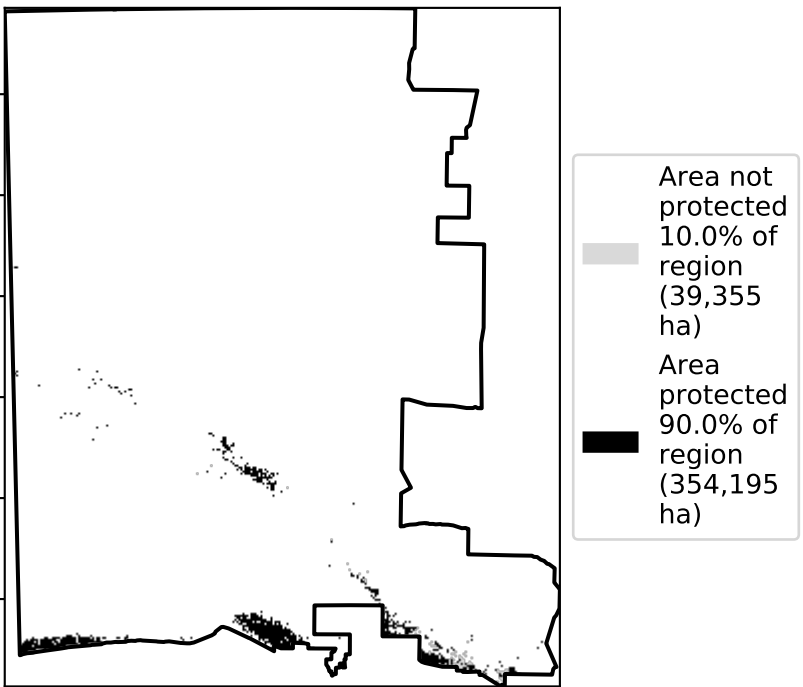 Area not
protected
10.0% of
region
(39,355
ha)
Area
protected
90.0% of
region
(354,195
ha)